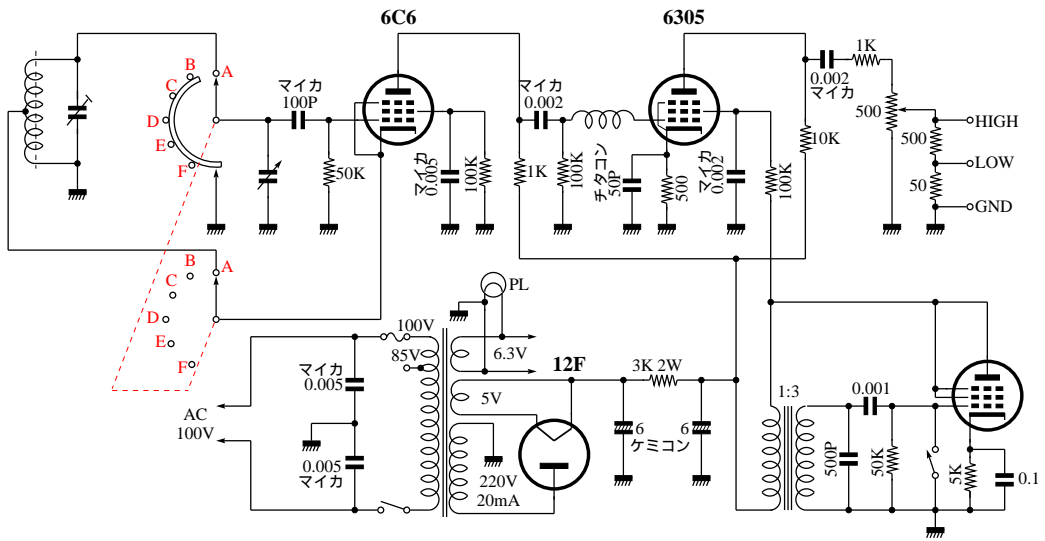 6C6
6305
B
A
C
D
E
F
マイカ
100P
50K
マイカ
0.005
100K
マイカ
0.002
1K
100K
チタコン
50P
500
マイカ
0.002
100K
10K
0.002
マイカ
1K
500
500
50
HIGH
LOW
GND
B
A
C
D
E
F
AC
100V
マイカ
0.005
0.005
マイカ
100V
85V
PL
6.3V
5V
220V
20mA
12F
6
ケミコン
6
3K 2W
1:3
500P
0.001
50K
5K
0.1